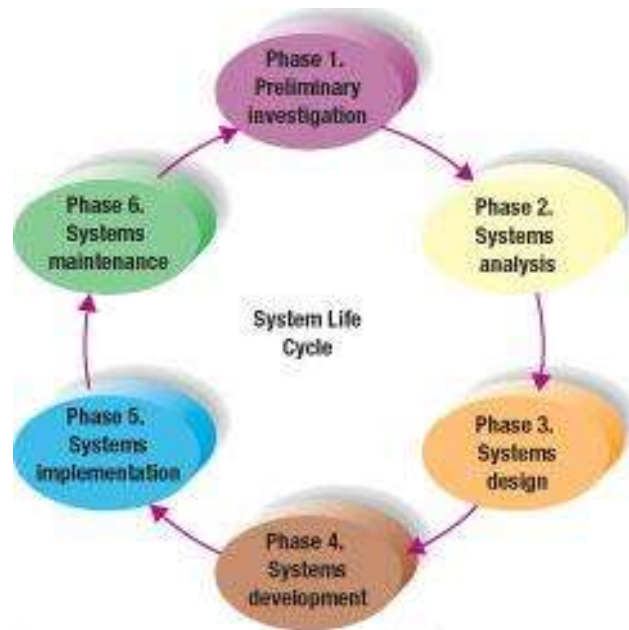 Phase 1.
Preliminary
investigation
Phase 2.
Systems
analysis
Phase 3.
Systems
design
Phase 4.
Systems
development
Phase 5.
Systems
implementation
Phase 6.
Systems
maintenance
System Life
Cycle